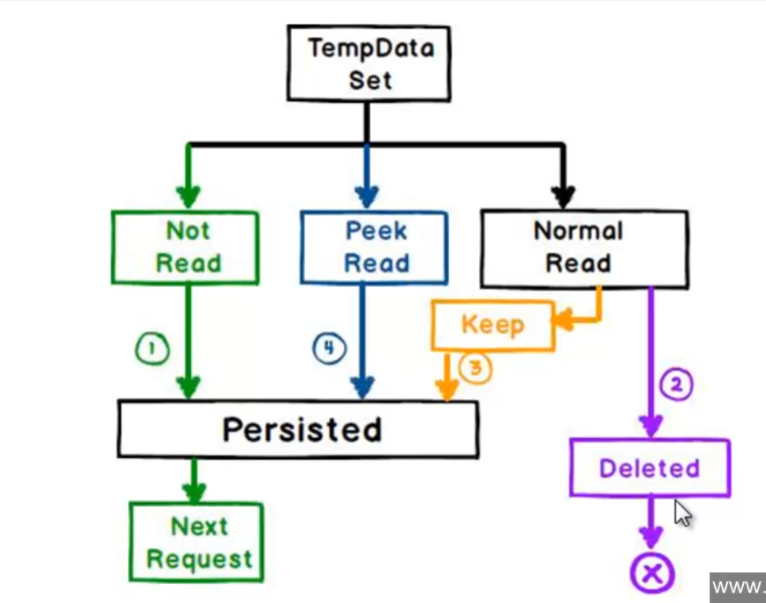 TempData
Set
Not
Read
Peek
Read
Normal
Read
Keep
1
4
3
2
Persisted
Deleted
Next
Request
www.